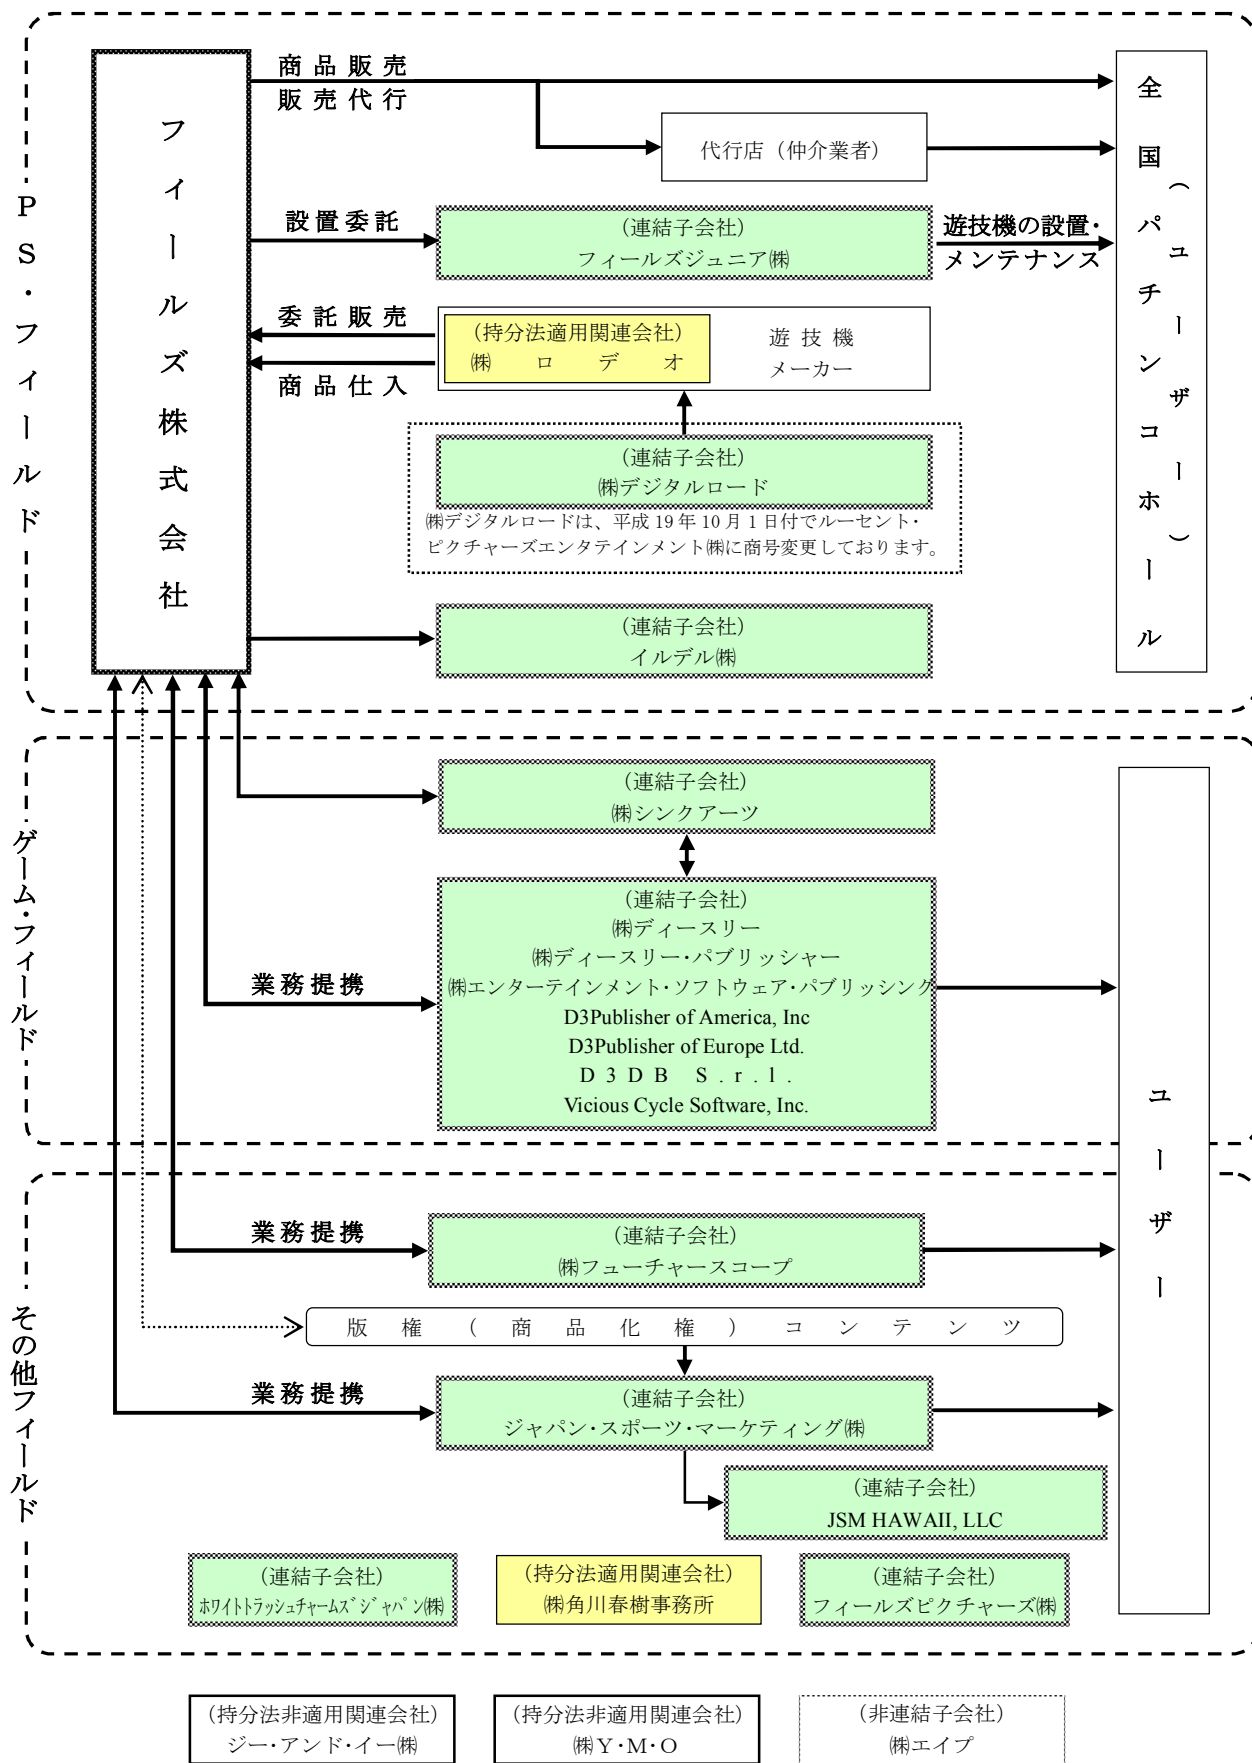 PS・フィールド
フィールズ株式会社
商品販売
販売代行
代行店（仲介業者）
全国パチンコホール
（ユーザー）
設置委託
（連結子会社）
フィールズジュニア㈱
遊技機の設置・
メンテナンス
委託販売
商品仕入
（持分法適用関連会社）
㈱ロデオ
遊技機
メーカー
（連結子会社）
㈱デジタルロード
㈱デジタルロードは、平成 19 年 10 月 1 日付でルーセント・
ピクチャーズエンタテインメント㈱に商号変更しております。
（連結子会社）
イルデル㈱
ゲーム・フィールド
（連結子会社）
㈱シンクアーツ
業務提携
（連結子会社）
㈱ディースリー
㈱ディースリー・パブリッシャー
㈱エンターテインメント・ソフトウェア・パブリッシング
D3Publisher of America, Inc
D3Publisher of Europe Ltd.
D3DB S.r.l.
Vicious Cycle Software, Inc.
ユーザー
その他フィールド
業務提携
（連結子会社）
㈱フューチャースコープ
版権（商品化権）コンテンツ
業務提携
（連結子会社）
ジャパン・スポーツ・マーケティング㈱
（連結子会社）
JSM HAWAII, LLC
（連結子会社）
ﾎﾜｲﾄﾄﾗｯｼｭﾁｬｰﾑｽﾞｼﾞｬﾊﾟﾝ㈱
（持分法適用関連会社）
㈱角川春樹事務所
（連結子会社）
フィールズピクチャーズ㈱
（持分法非適用関連会社）
ジー・アンド・イー㈱
（持分法非適用関連会社）
㈱Y・M・O
（非連結子会社）
㈱エイプ